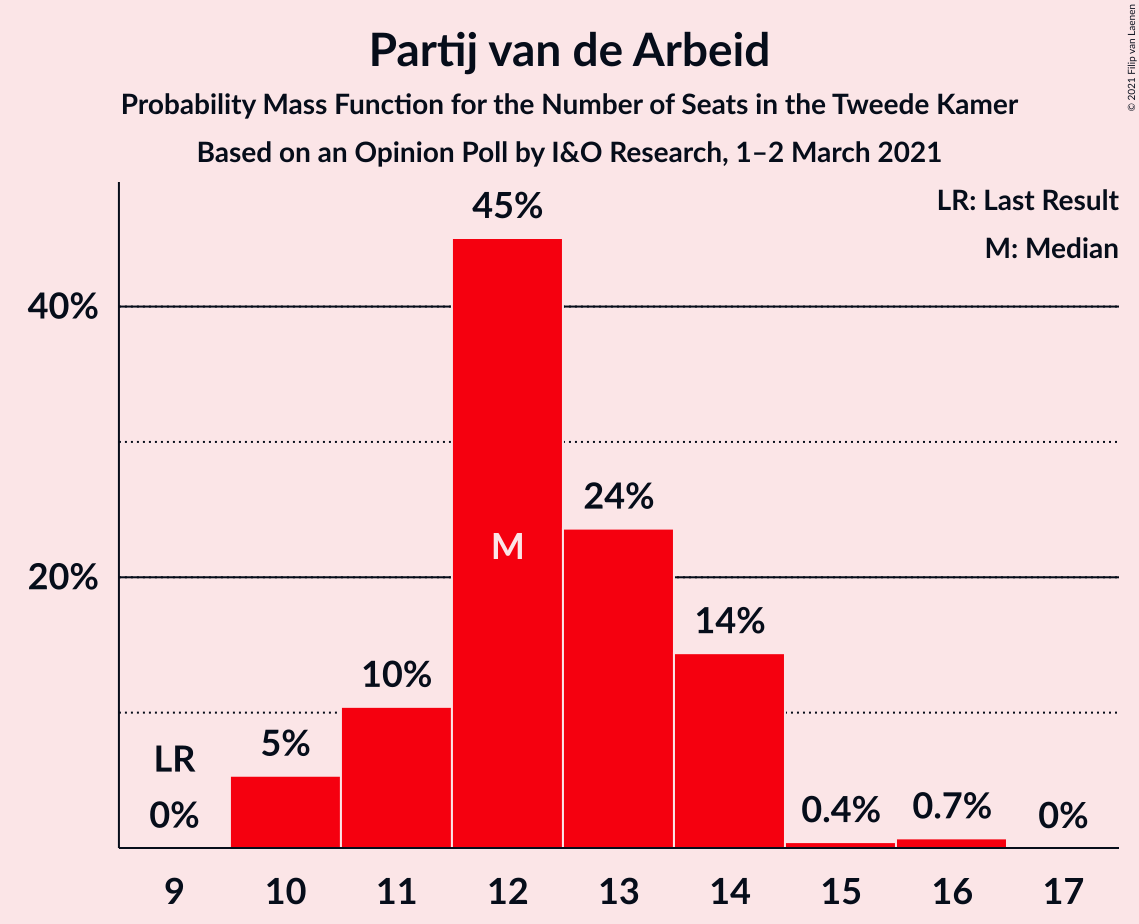 Partij van de Arbeid
Probability Mass Function for the Number of Seats in the Tweede Kamer
Based on an Opinion Poll by I&O Research, 1–2 March 2021
© 2021 Filip van Laenen
LR: Last Result
M: Median
40%
20%
LR
0%
5%
10%
45%
M
24%
14%
0.4%
0.7%
0%
9 10 11 12 13 14 15 16 17